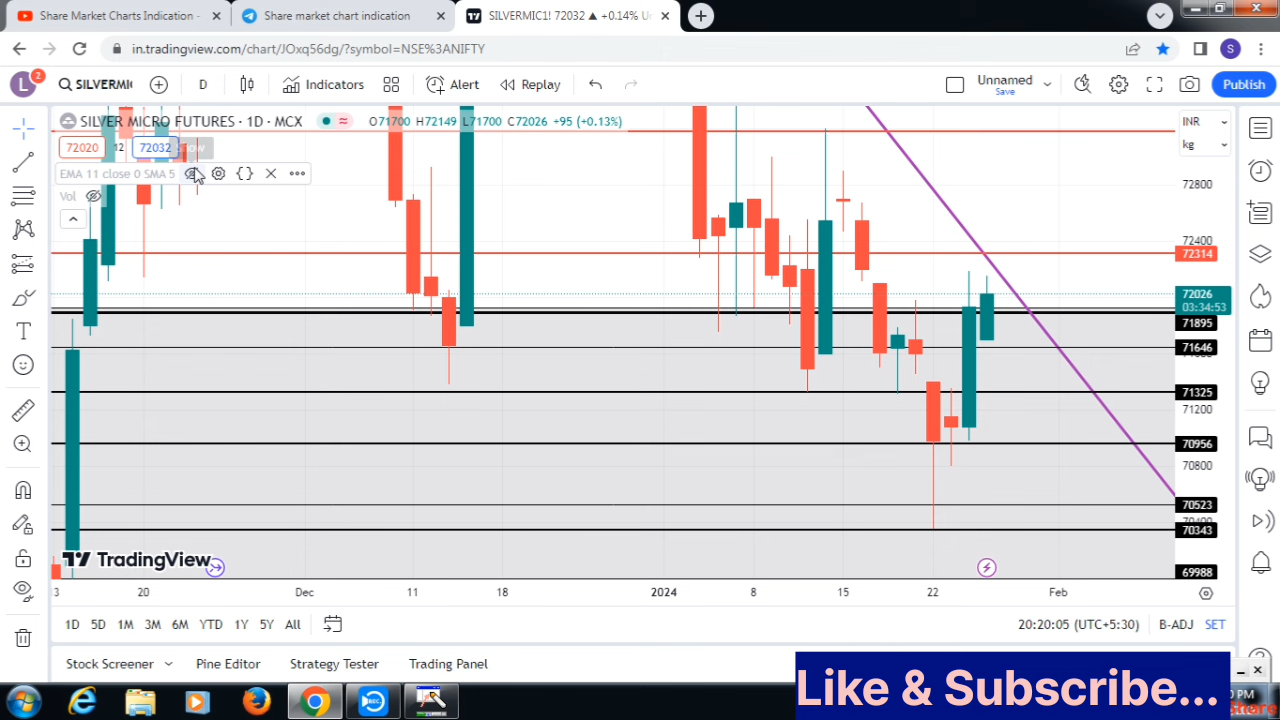 Share Market Charts Indication -
Share market chart indication
SILVERMIC1! 72032 ▲ +0.14% Un
in.tradingview.com/chart/JOxq56dg/?symbol=NSE%3ANIFTY
S
L
2
SILVERMI
D
Indicators
Alert
Replay
Unnamed
Save
Publish
SILVER MICRO FUTURES · 1D · MCX
O71700 H72149 L71700 C72026 +95 (+0.13%)
INR
kg
72020
12
72032
EMA 11 close 0 SMA 5
Vol
72800
72400
72314
72026
03:34:53
71895
71646
71325
71200
70956
70800
70523
70343
69988
TradingView
3
20
Dec
11
18
2024
8
15
22
Feb
1D 5D 1M 3M 6M YTD 1Y 5Y All
20:20:05 (UTC+5:30)
B-ADJ
SET
Stock Screener
Pine Editor
Strategy Tester
Trading Panel
Like & Subscribe...